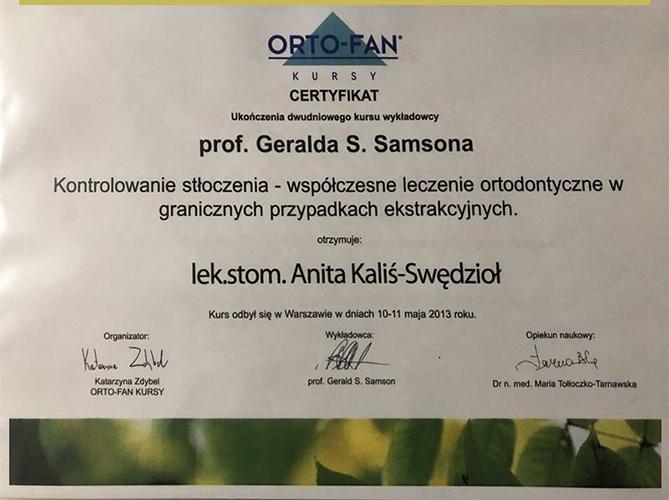 ORTO-FAN®
KURSY
CERTYFIKAT
Ukończenia dwudniowego kursu wykładowcy
prof. Geralda S. Samsona
Kontrolowanie stłoczenia - współczesne leczenie ortodontyczne w
granicznych przypadkach ekstrakcyjnych.
otrzymuje:
lek.stom. Anita Kaliś-Swędzioł
Kurs odbył się w Warszawie w dniach 10-11 maja 2013 roku.
Organizator: Wykładowca: Opiekun naukowy:
Katarzyna Zdybel prof. Gerald S. Samson Dr n. med. Maria Tołłoczko-Tarnawska
ORTO-FAN KURSY